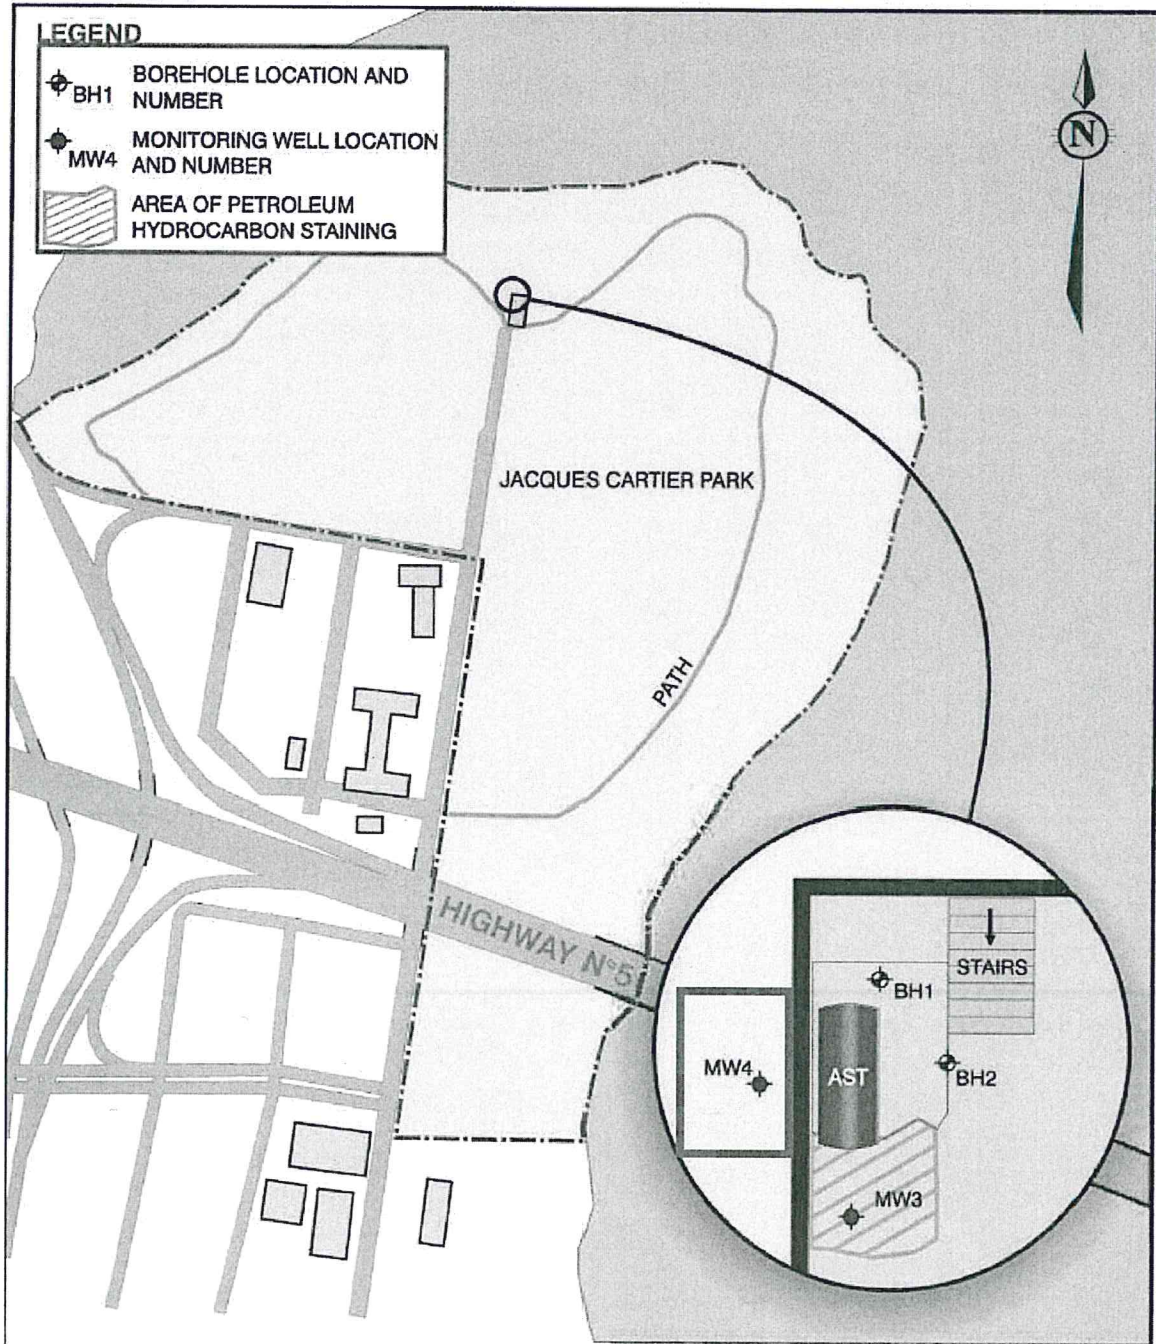 LEGEND
BH1
BOREHOLE LOCATION AND
NUMBER
MW4
MONITORING WELL LOCATION
AND NUMBER
AREA OF PETROLEUM
HYDROCARBON STAINING
N
JACQUES CARTIER PARK
PATH
HIGHWAY N°5
STAIRS
BH1
MW4
AST
BH2
MW3